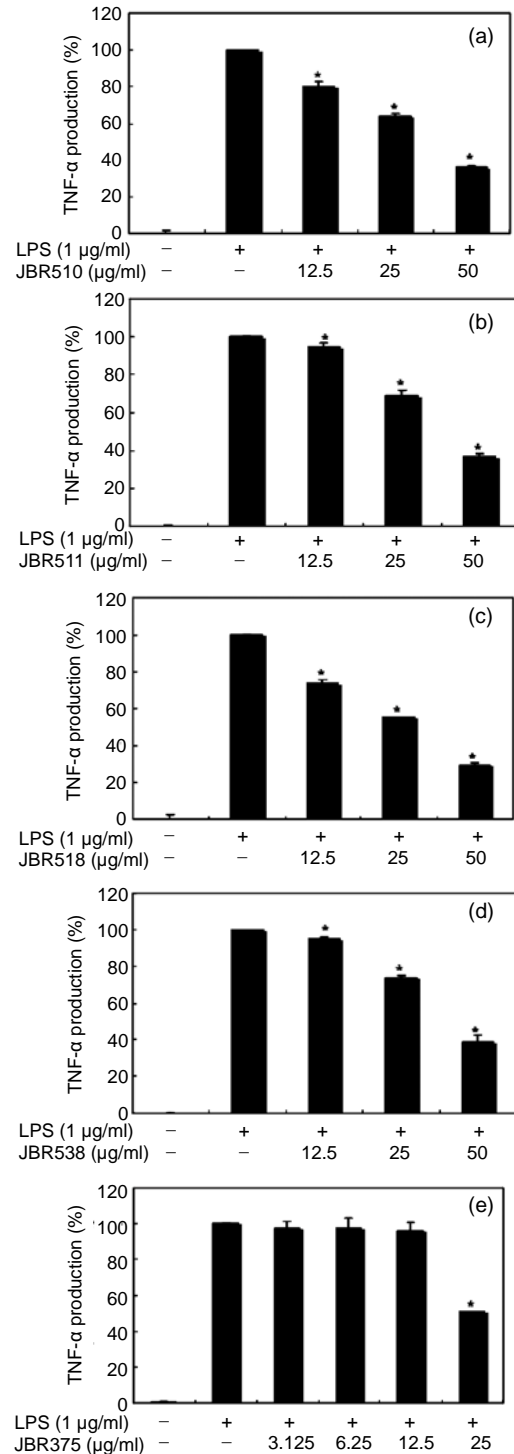 120 (a)
100
80 * *
60
40 *
20
0
TNF-α production (%)
LPS (1 µg/ml) – + + + +
JBR510 (µg/ml) – – 12.5 25 50
120 (b)
100 *
80 *
60
40 *
20
0
TNF-α production (%)
LPS (1 µg/ml) – + + + +
JBR511 (µg/ml) – – 12.5 25 50
120 (c)
100
80 *
60 *
40 *
20
0
TNF-α production (%)
LPS (1 µg/ml) – + + + +
JBR518 (µg/ml) – – 12.5 25 50
120 (d)
100 *
80 *
60
40 *
20
0
TNF-α production (%)
LPS (1 µg/ml) – + + + +
JBR538 (µg/ml) – – 12.5 25 50
120 (e)
100
80
60 *
40
20
0
TNF-α production (%)
LPS (1 µg/ml) – + + + + +
JBR375 (µg/ml) – – 3.125 6.25 12.5 25